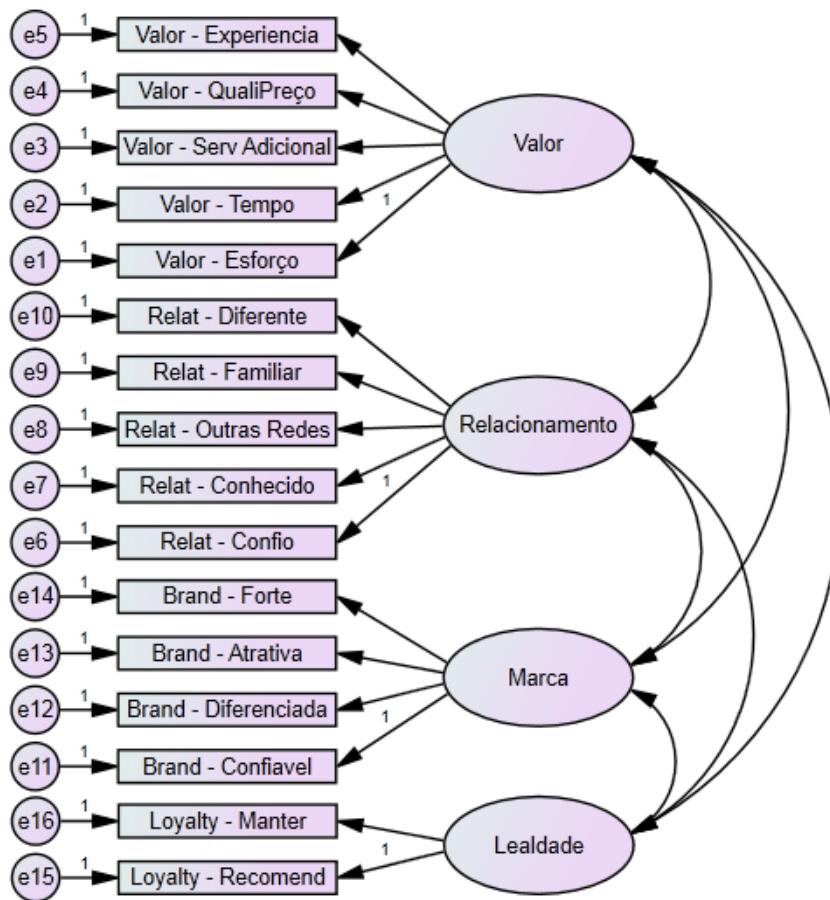 e5 1 Valor - Experiencia
e4 1 Valor - QualiPreço
Valor
e3 1 Valor - Serv Adicional
e2 1 Valor - Tempo 1
e1 1 Valor - Esforço
e10 1 Relat - Diferente
e9 1 Relat - Familiar
e8 1 Relat - Outras Redes
Relacionamento
e7 1 Relat - Conhecido 1
e6 1 Relat - Confio
e14 1 Brand - Forte
e13 1 Brand - Atrativa
Marca
e12 1 Brand - Diferenciada 1
e11 1 Brand - Confiavel
e16 1 Loyalty - Manter
Lealdade
1
e15 1 Loyalty - Recomend